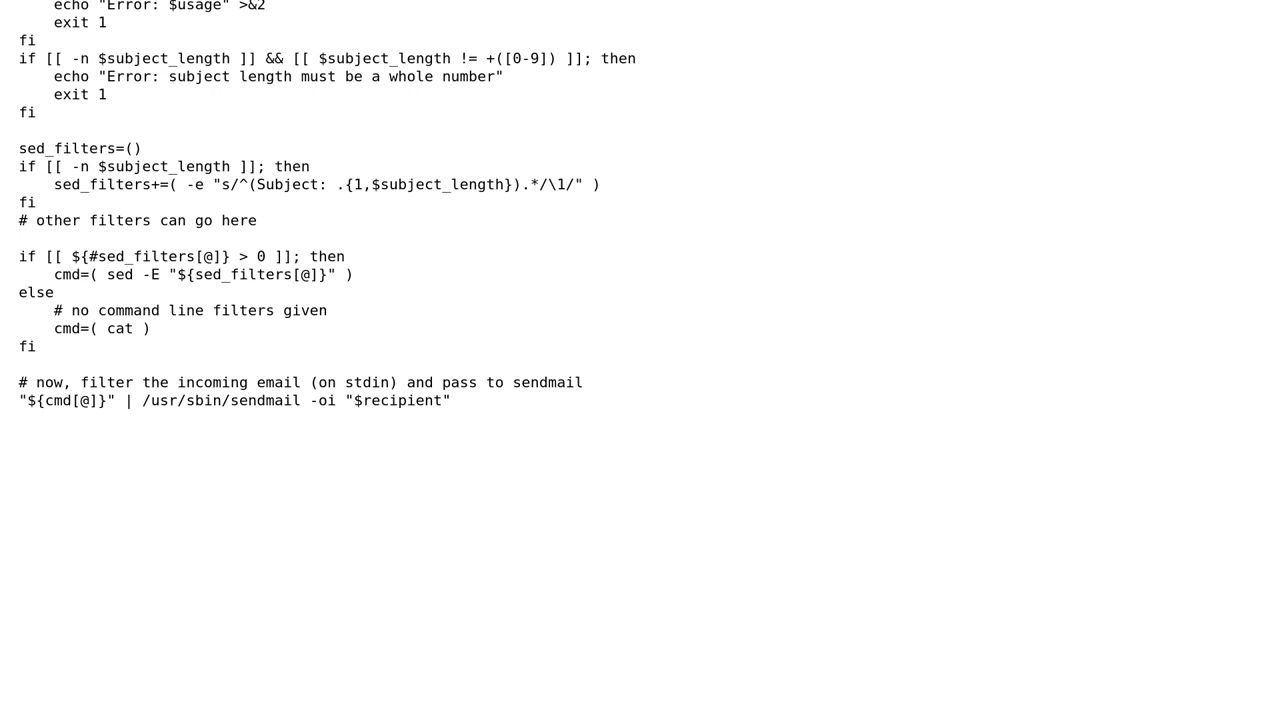 echo "Error: $usage" >&2
    exit 1
fi
if [[ -n $subject_length ]] && [[ $subject_length != +([0-9]) ]]; then
    echo "Error: subject length must be a whole number"
    exit 1
fi

sed_filters=()
if [[ -n $subject_length ]]; then
    sed_filters+=( -e "s/^(Subject: .{1,$subject_length}).*/\1/" )
fi
# other filters can go here

if [[ ${#sed_filters[@]} > 0 ]]; then
    cmd=( sed -E "${sed_filters[@]}" )
else
    # no command line filters given
    cmd=( cat )
fi

# now, filter the incoming email (on stdin) and pass to sendmail
"${cmd[@]}" | /usr/sbin/sendmail -oi "$recipient"